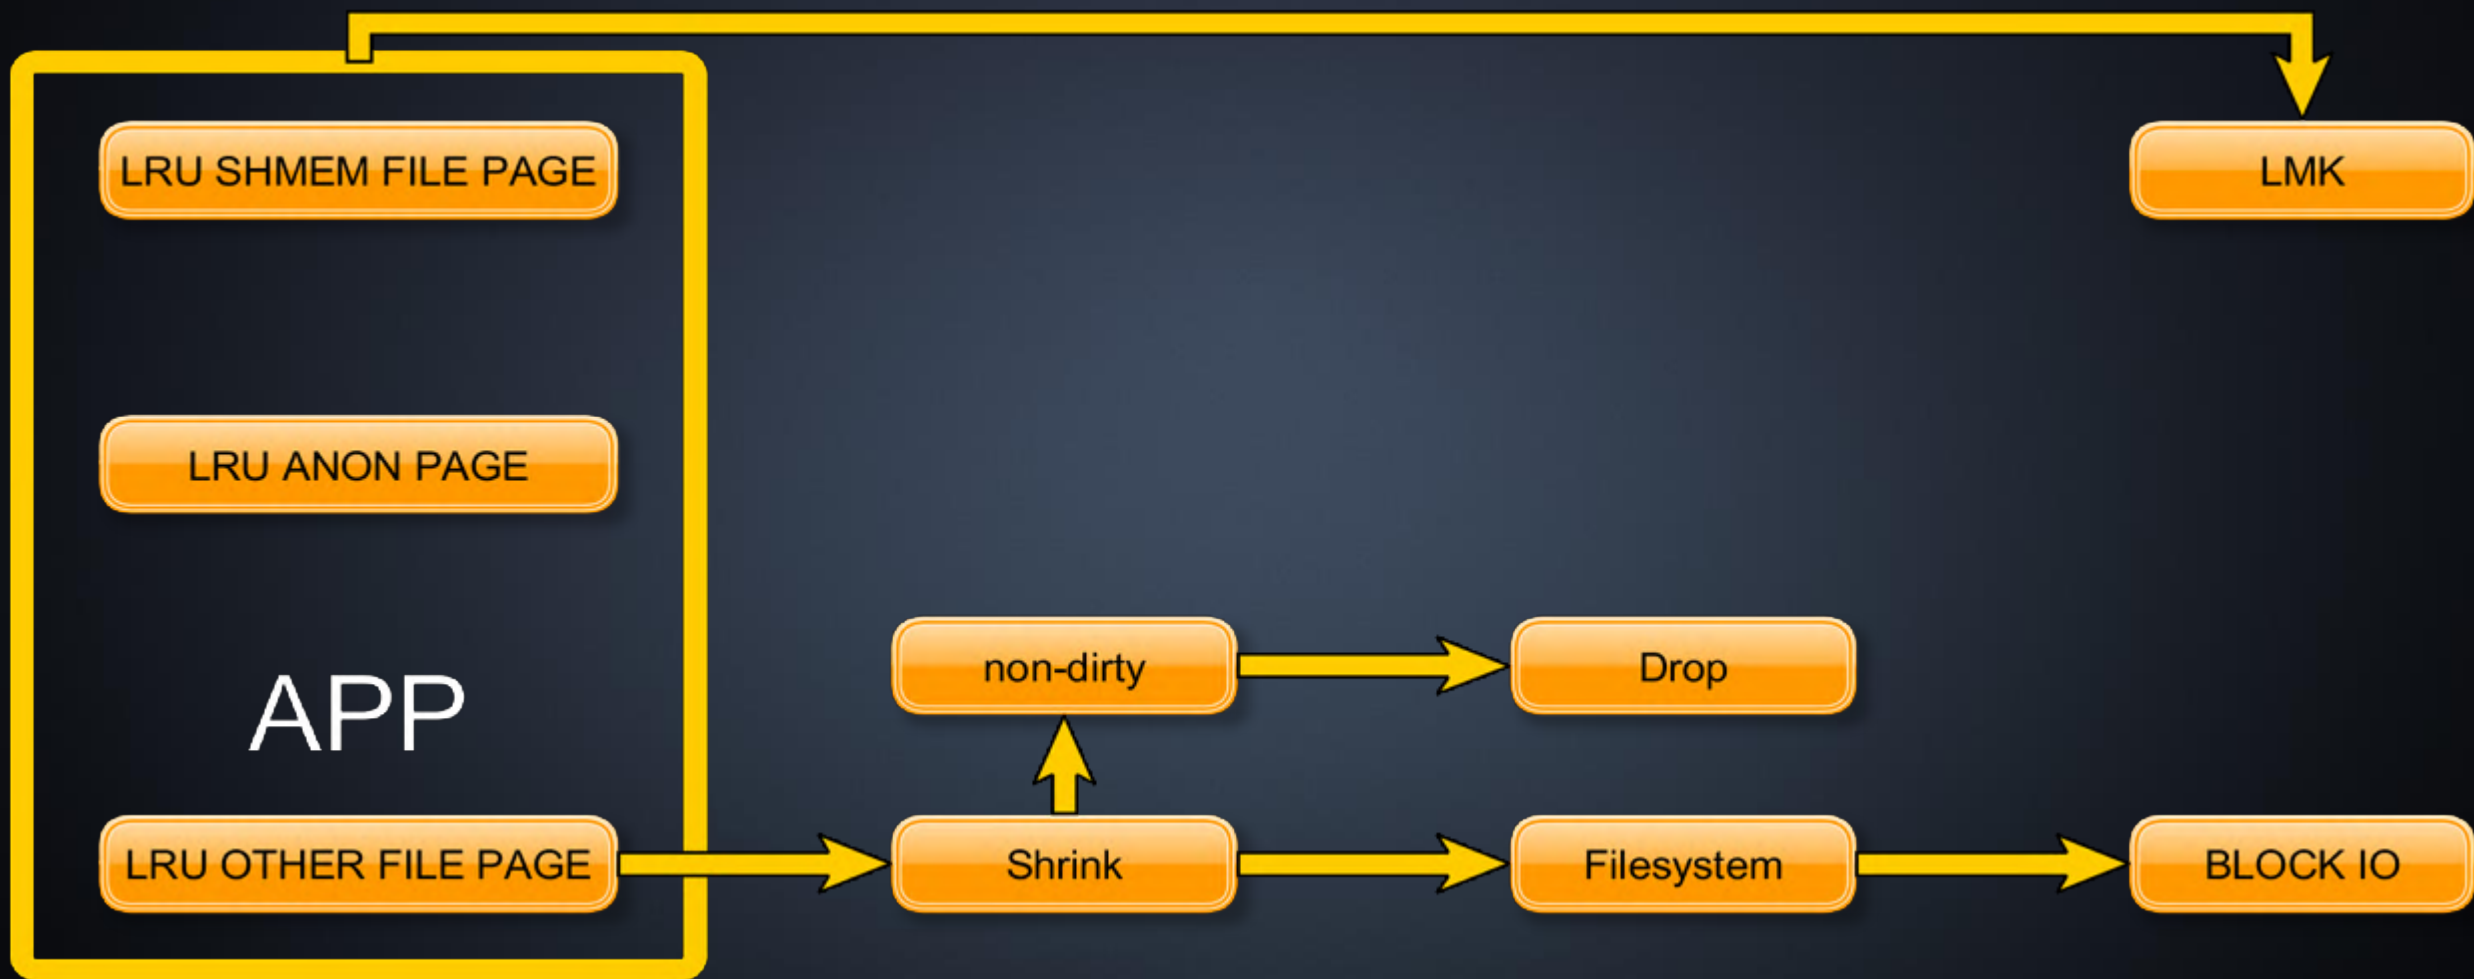 LRU SHMEM FILE PAGE
LMK
LRU ANON PAGE
non-dirty
Drop
APP
LRU OTHER FILE PAGE
Shrink
Filesystem
BLOCK IO